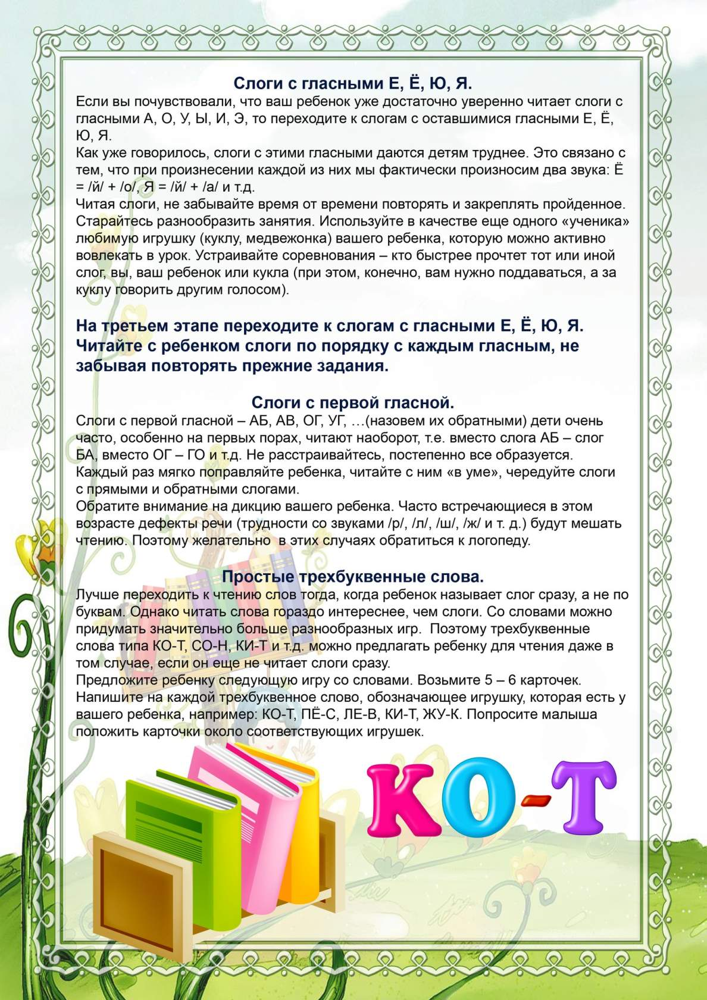 Слоги с гласными Е, Ё, Ю, Я.
Если вы почувствовали, что ваш ребенок уже достаточно уверенно читает слоги с
гласными А, О, У, Ы, И, Э, то переходите к слогам с оставшимися гласными Е, Ё,
Ю, Я.
Как уже говорилось, слоги с этими гласными даются детям труднее. Это связано с
тем, что при произнесении каждой из них мы фактически произносим два звука: Ё
= /й/ + /о/, Я = /й/ + /а/ и т.д.
Читая слоги, не забывайте время от времени повторять и закреплять пройденное.
Старайтесь разнообразить занятия. Используйте в качестве еще одного «ученика»
любимую игрушку (куклу, медвежонка) вашего ребенка, которую можно активно
вовлекать в урок. Устраивайте соревнования – кто быстрее прочтет тот или иной
слог, вы, ваш ребенок или кукла (при этом, конечно, вам нужно поддаваться, а за
куклу говорить другим голосом).
На третьем этапе переходите к слогам с гласными Е, Ё, Ю, Я.
Читайте с ребенком слоги по порядку с каждым гласным, не
забывая повторять прежние задания.
Слоги с первой гласной.
Слоги с первой гласной – АБ, АВ, ОГ, УГ, …(назовем их обратными) дети очень
часто, особенно на первых порах, читают наоборот, т.е. вместо слога АБ – слог
БА, вместо ОГ – ГО и т.д. Не расстраивайтесь, постепенно все образуется.
Каждый раз мягко поправляйте ребенка, читайте с ним «в уме», чередуйте слоги
с прямыми и обратными слогами.
Обратите внимание на дикцию вашего ребенка. Часто встречающиеся в этом
возрасте дефекты речи (трудности со звуками /р/, /л/, /ш/, /ж/ и т. д.) будут мешать
чтению. Поэтому желательно  в этих случаях обратиться к логопеду.
Простые трехбуквенные слова.
Лучше переходить к чтению слов тогда, когда ребенок называет слог сразу, а не по
буквам. Однако читать слова гораздо интереснее, чем слоги. Со словами можно
придумать значительно больше разнообразных игр.  Поэтому трехбуквенные
слова типа КО-Т, СО-Н, КИ-Т и т.д. можно предлагать ребенку для чтения даже в
том случае, если он еще не читает слоги сразу.
Предложите ребенку следующую игру со словами. Возьмите 5 – 6 карточек.
Напишите на каждой трехбуквенное слово, обозначающее игрушку, которая есть у
вашего ребенка, например: КО-Т, ПЁ-С, ЛЕ-В, КИ-Т, ЖУ-К. Попросите малыша
положить карточки около соответствующих игрушек.
КО-Т